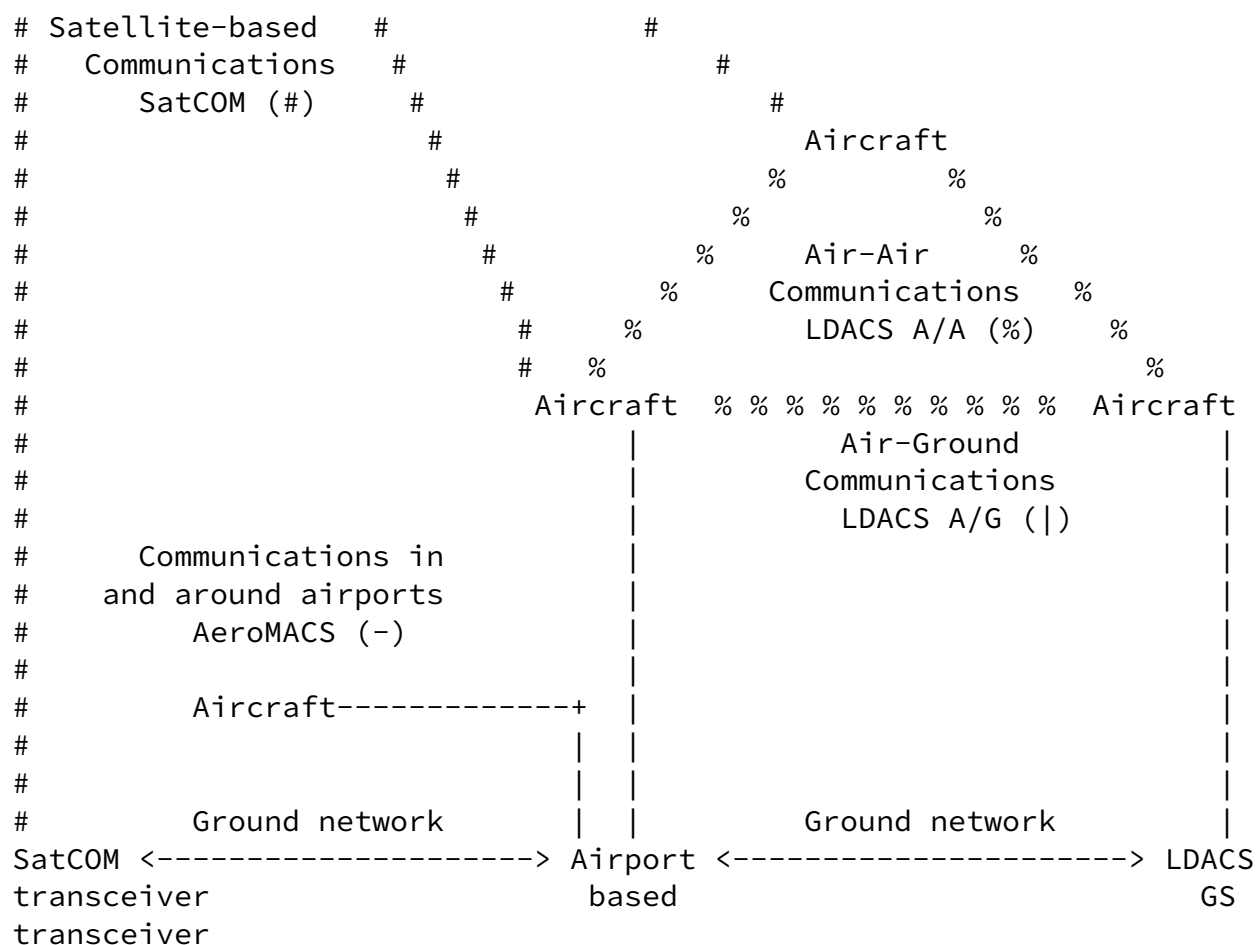 # Satellite-based   #              #
#   Communications   #                 #
#      SatCOM (#)     #                   #
#                      #                    Aircraft
#                       #                 %         %
#                        #              %             %
#                         #           %     Air-Air     %
#                          #        %     Communications   %
#                           #     %         LDACS A/A (%)    %
#                           #   %                              %
#                            Aircraft  % % % % % % % % % %  Aircraft
#                                 |           Air-Ground           |
#                                 |         Communications         |
#                                 |           LDACS A/G (|)        |
#      Communications in          |                                |
#    and around airports          |                                |
#         AeroMACS (-)            |                                |
#                                 |                                |
#         Aircraft-------------+  |                                |
#                              |  |                                |
#                              |  |                                |
#         Ground network       |  |         Ground network         |
SatCOM <---------------------> Airport <----------------------> LDACS
transceiver                     based                             GS
transceiver